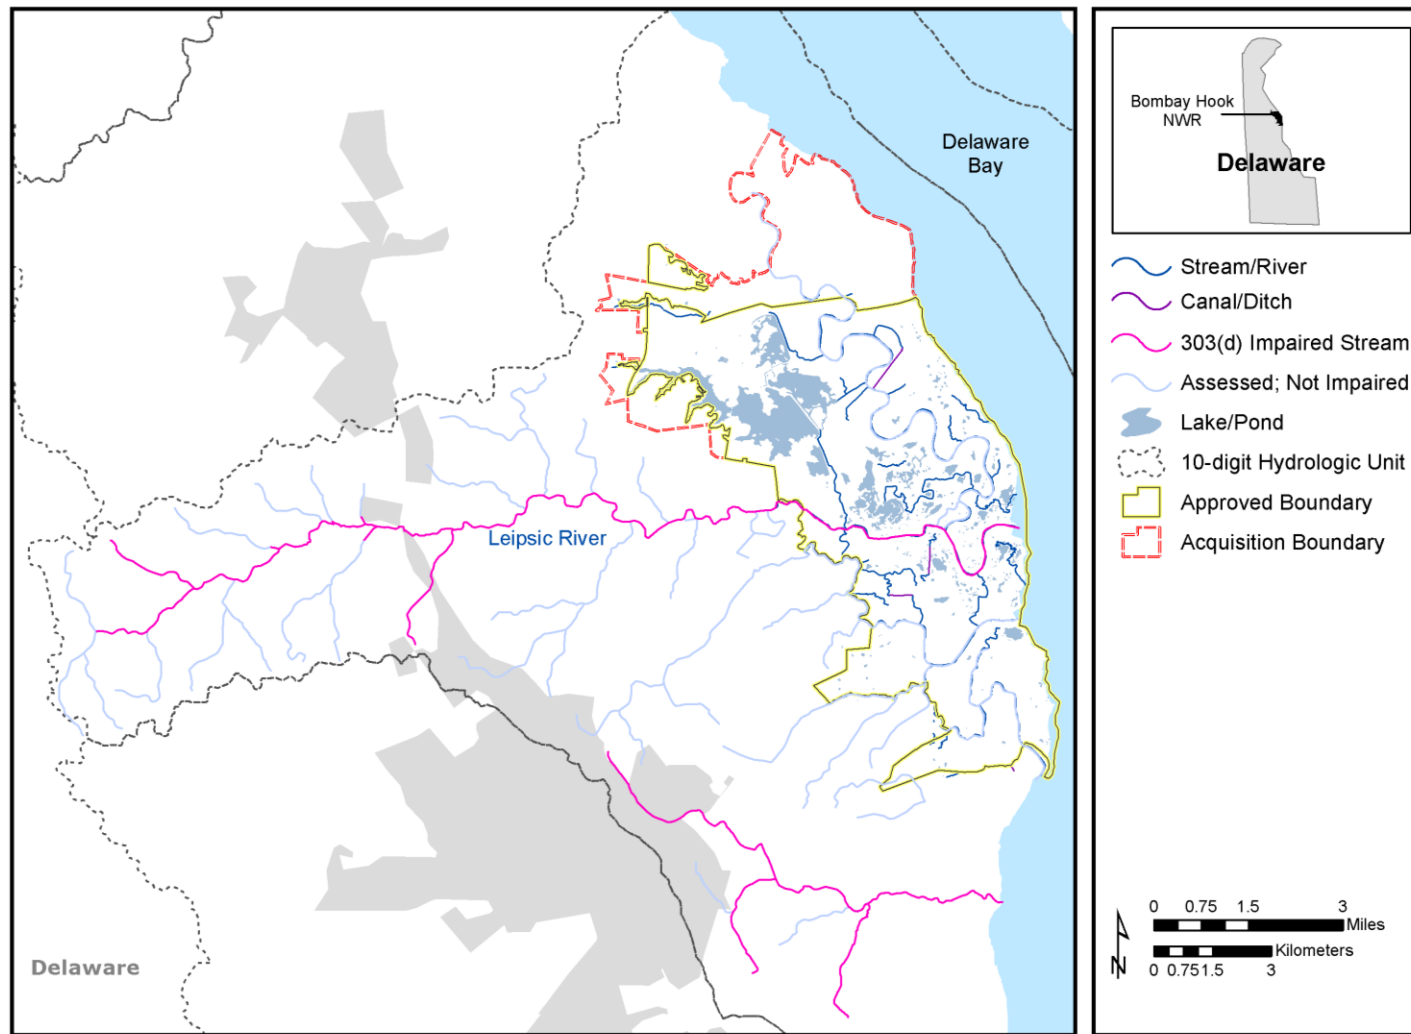 Delaware
Bay
Leipsic River
Delaware
Bombay Hook
NWR
Delaware
Stream/River
Canal/Ditch
303(d) Impaired Stream
Assessed; Not Impaired
Lake/Pond
10-digit Hydrologic Unit
Approved Boundary
Acquisition Boundary
N
0 0.75 1.5 3
Miles
Kilometers
0 0.75 1.5 3